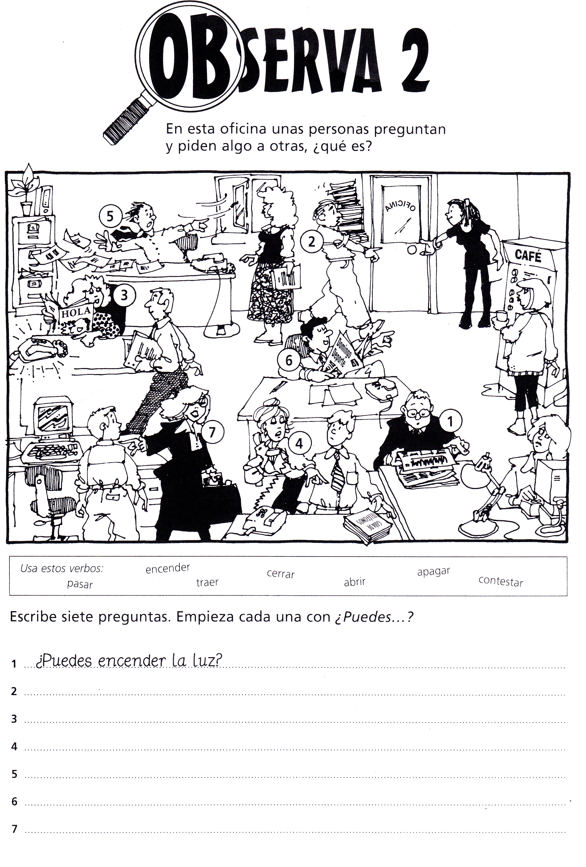 OBSERVA 2
En esta oficina unas personas preguntan
y piden algo a otras, ¿qué es?
5
2
OFICINA
CAFÉ
3
HOLA
6
1
7
4
Usa estos verbos: encender cerrar apagar
pasar traer abrir contestar
Escribe siete preguntas. Empieza cada una con ¿Puedes...?
1 ¿Puedes encender la luz?
2
3
4
5
6
7